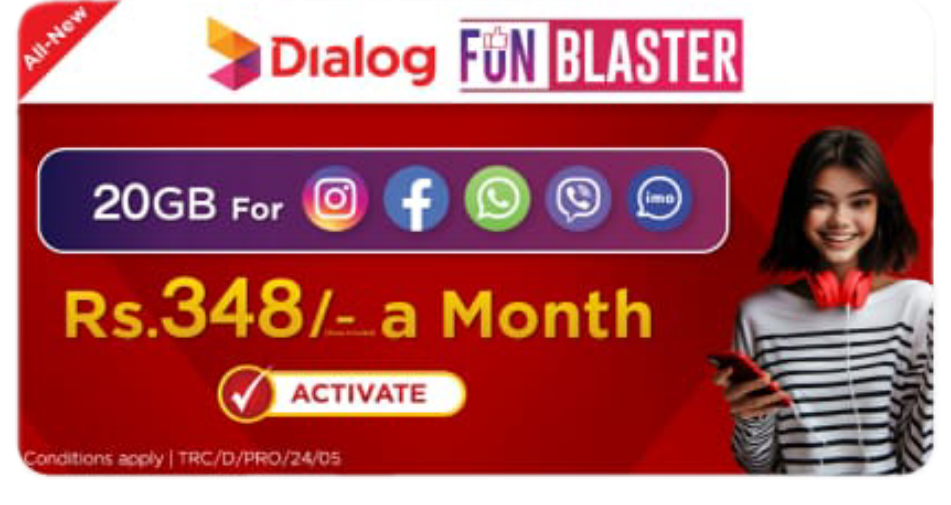 All-New
Dialog FUN BLASTER
20GB For imo
Rs.348/- a Month
ACTIVATE
Conditions apply | TRC/D/PRO/24/05